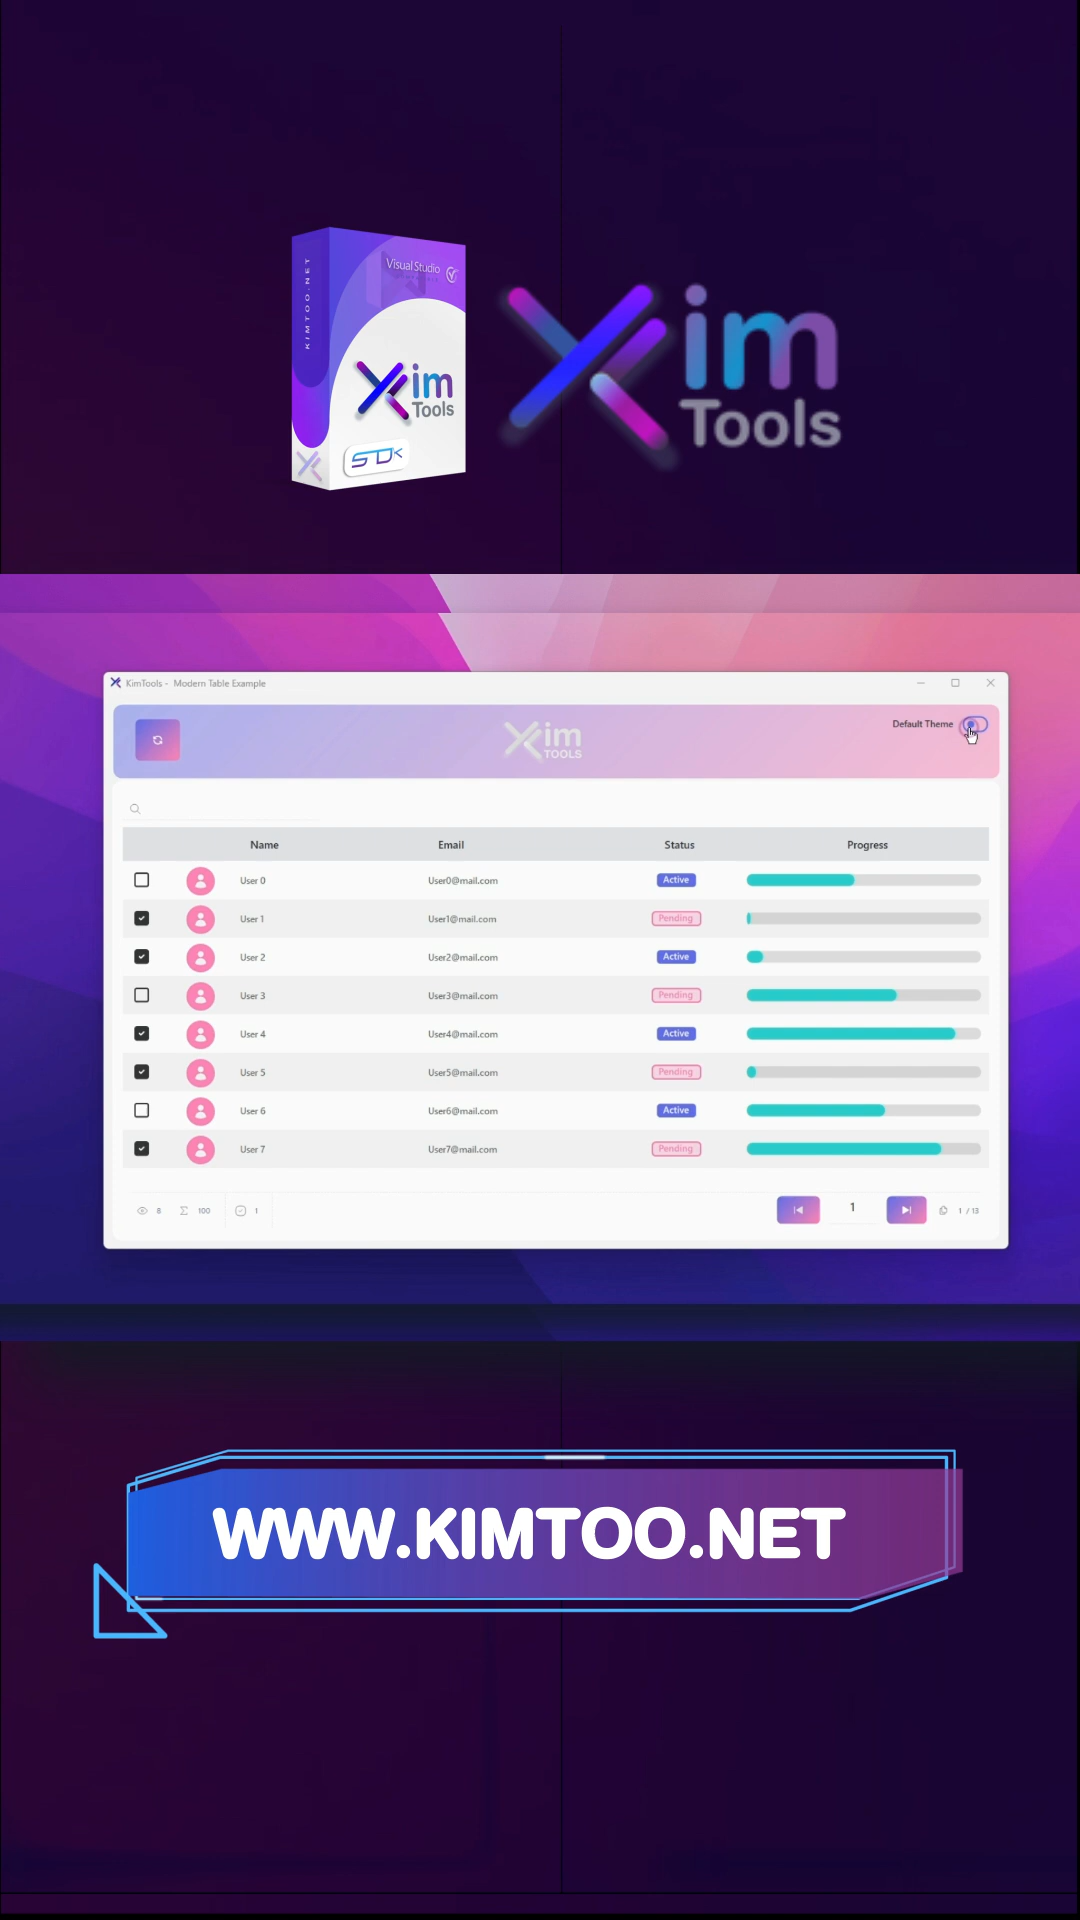 KIMTOO.NET
Visual Studio
Kim
Tools
SDK
Kim
Tools
KimTools - Modern Table Example
Kim
TOOLS
Default Theme
Name Email Status Progress
User 0 User0@mail.com Active
User 1 User1@mail.com Pending
User 2 User2@mail.com Active
User 3 User3@mail.com Pending
User 4 User4@mail.com Active
User 5 User5@mail.com Pending
User 6 User6@mail.com Active
User 7 User7@mail.com Pending
8 Σ 100 1 1 1 / 13
WWW.KIMTOO.NET